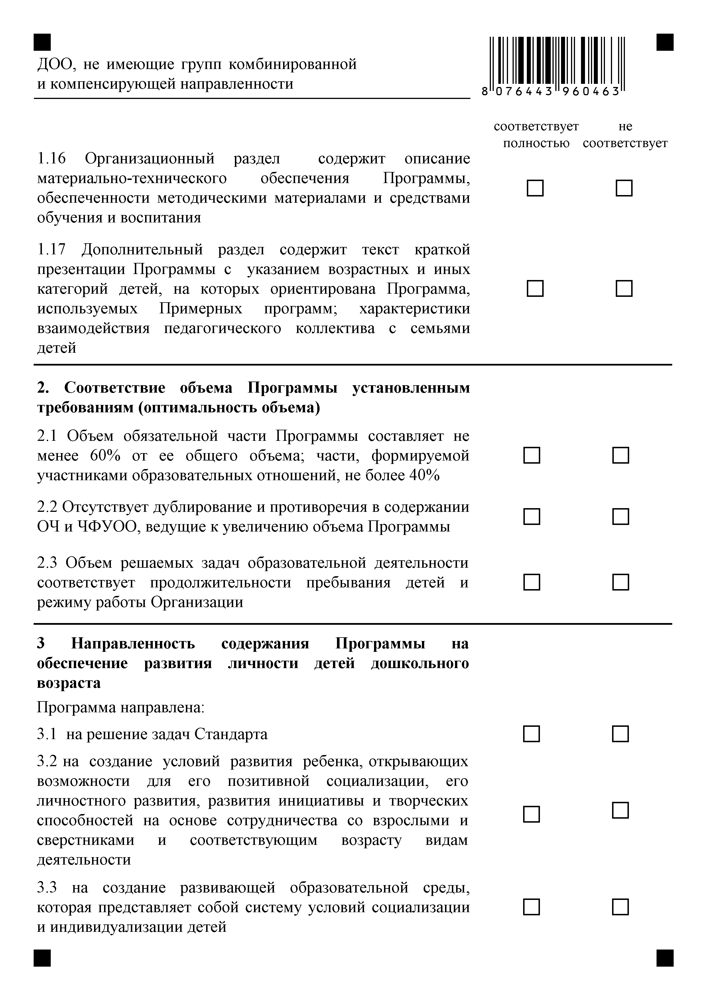 ДОО, не имеющие групп комбинированной
и компенсирующей направленности
8 076443 960463
соответствует полностью
не соответствует
1.16 Организационный раздел содержит описание
материально-технического обеспечения Программы,
обеспеченности методическими материалами и средствами
обучения и воспитания
1.17 Дополнительный раздел содержит текст краткой
презентации Программы с указанием возрастных и иных
категорий детей, на которых ориентирована Программа,
используемых Примерных программ; характеристики
взаимодействия педагогического коллектива с семьями
детей
2. Соответствие объема Программы установленным
требованиям (оптимальность объема)
2.1 Объем обязательной части Программы составляет не
менее 60% от ее общего объема; части, формируемой
участниками образовательных отношений, не более 40%
2.2 Отсутствует дублирование и противоречия в содержании
ОЧ и ЧФУОО, ведущие к увеличению объема Программы
2.3 Объем решаемых задач образовательной деятельности
соответствует продолжительности пребывания детей и
режиму работы Организации
3 Направленность содержания Программы на
обеспечение развития личности детей дошкольного
возраста
Программа направлена:
3.1 на решение задач Стандарта
3.2 на создание условий развития ребенка, открывающих
возможности для его позитивной социализации, его
личностного развития, развития инициативы и творческих
способностей на основе сотрудничества со взрослыми и
сверстниками и соответствующим возрасту видам
деятельности
3.3 на создание развивающей образовательной среды,
которая представляет собой систему условий социализации
и индивидуализации детей